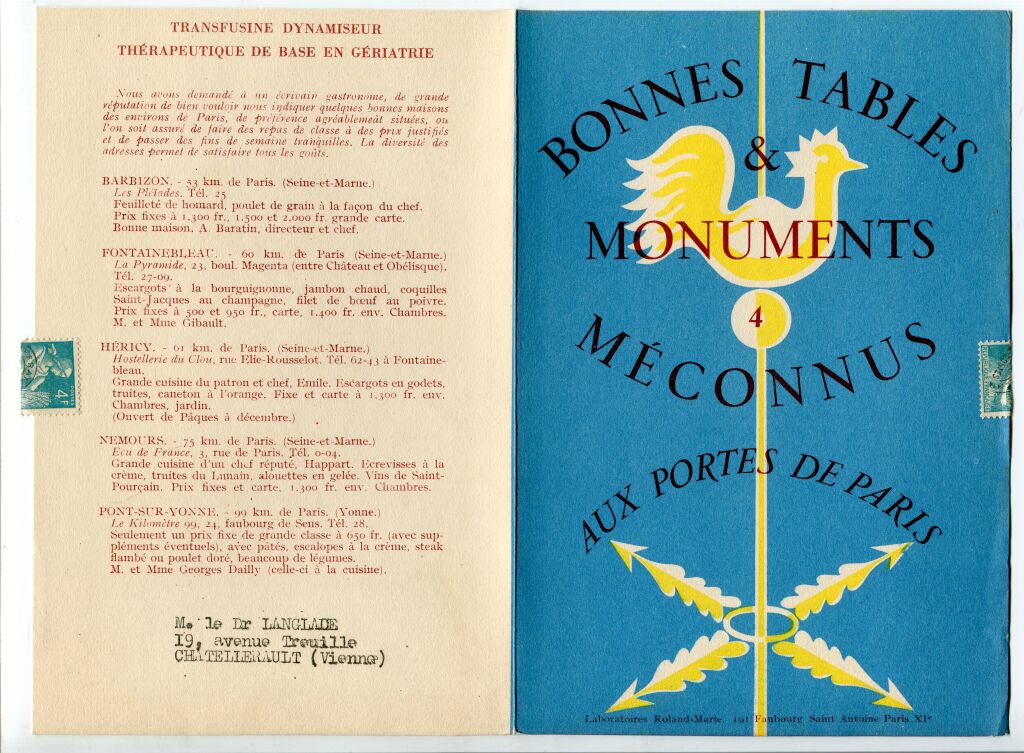 TRANSFUSINE DYNAMISEUR
THÉRAPEUTIQUE DE BASE EN GÉRIATRIE
Nous avons demandé à un écrivain gastronome, de grande
réputation de bien vouloir nous indiquer quelques bonnes maisons
des environs de Paris, de préférence agréablemeàt situées, ou
l'on soit assuré de faire des repas de classe à des prix justifiés
et de passer des fins de semaine tranquilles. La diversité des
adresses permet de satisfaire tous les goûts.
BARBIZON. - 53 km. de Paris. (Seine-et-Marne.)
Les Pléiades. Tél. 25
Feuilleté de homard, poulet de grain à la façon du chef.
Prix fixes à 1.300 fr., 1.500 et 2.000 fr. grande carte.
Bonne maison, A. Baratin, directeur et chef.
FONTAINEBLEAU. - 60 km. de Paris (Seine-et-Marne.)
La Pyramide, 23, boul. Magenta (entre Château et Obélisque).
Tél. 27-09.
Escargots à la bourguignonne, jambon chaud, coquilles
Saint-Jacques au champagne, filet de bœuf au poivre.
Prix fixes à 500 et 950 fr., carte, 1.400 fr. env. Chambres.
M. et Mme Gibault.
HÉRICY. - 61 km. de Paris. (Seine-et-Marne.)
Hostellerie du Clou, rue Elie-Rousselot. Tél. 62-43 à Fontaine-
bleau.
Grande cuisine du patron et chef, Emile. Escargots en godets,
truites, caneton à l'orange. Fixe et carte à 1.300 fr. env.
Chambres, jardin.
(Ouvert de Pâques à décembre.)
NEMOURS. - 75 km. de Paris. (Seine-et-Marne.)
Ecu de France, 3, rue de Paris. Tél. 0-04.
Grande cuisine d'un chef réputé, Happart. Ecrevisses à la
crème, truites du Lunain, alouettes en gelée. Vins de Saint-
Pourçain. Prix fixes et carte, 1.300 fr. env. Chambres.
PONT-SUR-YONNE. - 99 km. de Paris. (Yonne.)
Le Kilomètre 99, 24, faubourg de Sens. Tél. 28.
Seulement un prix fixe de grande classe à 650 fr. (avec sup-
pléments éventuels), avec pâtés, escalopes à la crème, steak
flambé ou poulet doré, beaucoup de légumes.
M. et Mme Georges Dailly (celle-ci à la cuisine).
4F
POSTES
M. le Dr LANGLADE
19, avenue Treuille
CHATELLERAULT (Vienne)
BONNES TABLES
&
MONUMENTS
4
MÉCONNUS
AUX PORTES DE PARIS
Laboratoires Roland-Marie. 191 Faubourg Saint Antoine Paris XIe